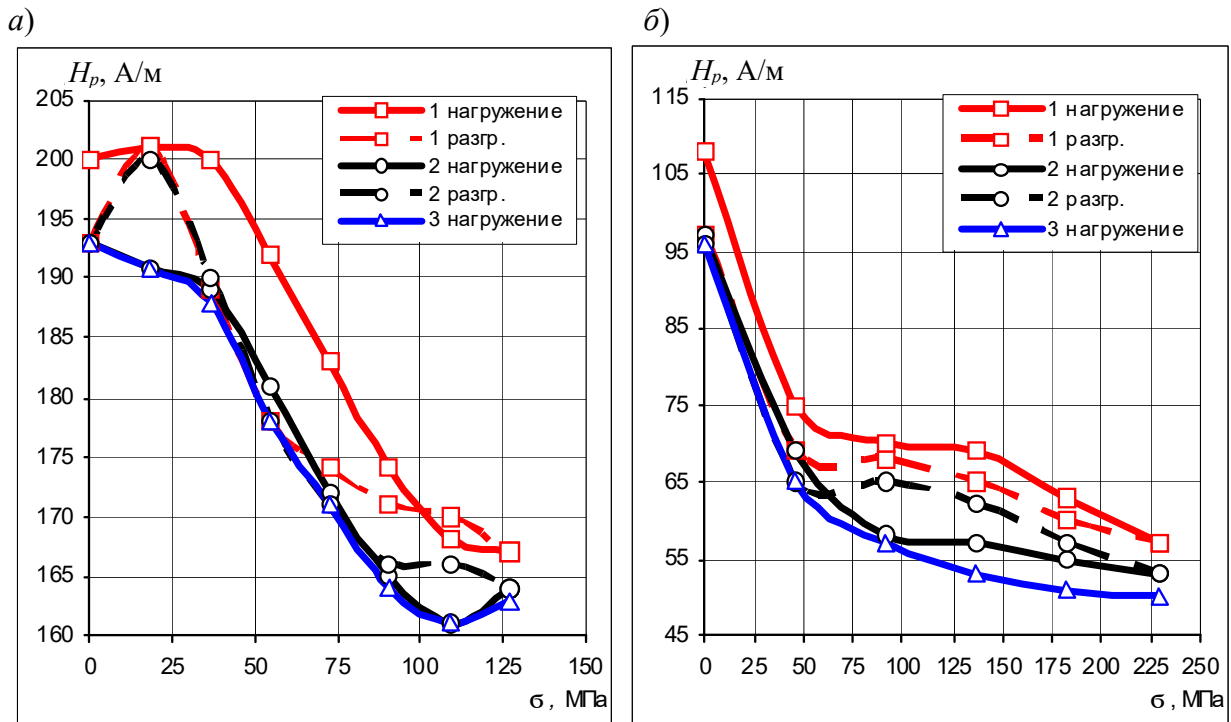 а)
Hр, А/м
205
200
195
190
185
180
175
170
165
160
1 нагружение
1 разгр.
2 нагружение
2 разгр.
3 нагружение
0 25 50 75 100 125 150
σ, МПа
б)
Hр, А/м
115
105
95
85
75
65
55
45
1 нагружение
1 разгр.
2 нагружение
2 разгр.
3 нагружение
0 25 50 75 100 125 150 175 200 225 250
σ, МПа